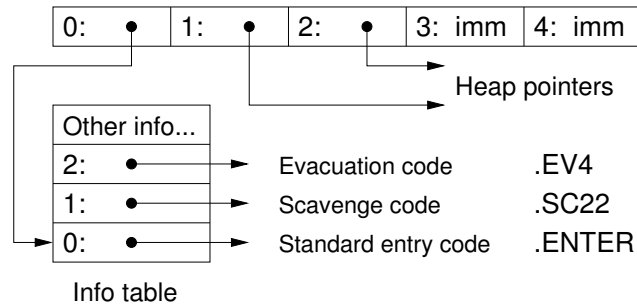 0: 1: 2: 3: imm 4: imm
Heap pointers
Other info...
2: Evacuation code .EV4
1: Scavenge code .SC22
0: Standard entry code .ENTER
Info table